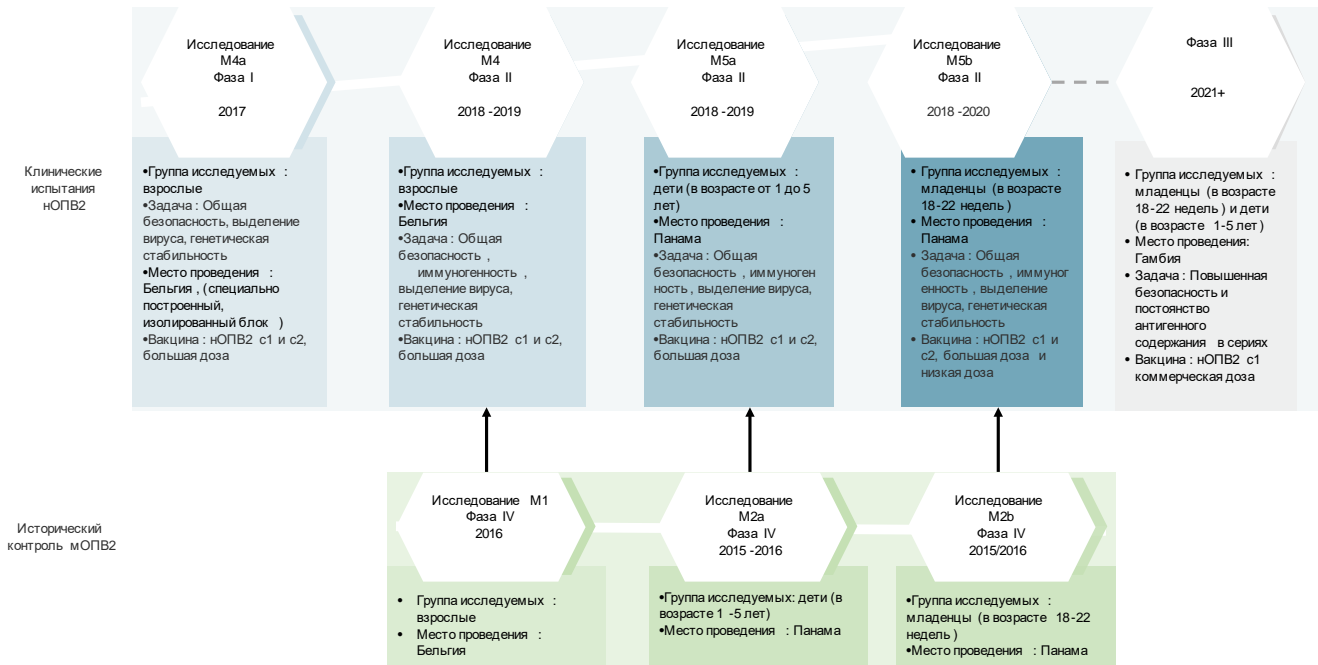 Исследование
М4а
Фаза I
2017
Исследование
М4
Фаза II
2018 -2019
Исследование
М5а
Фаза II
2018 -2019
Исследование
М5b
Фаза II
2018 -2020
Фаза III
2021+
Клинические
испытания
нОПВ2
•Группа исследуемых :
взрослые
•Задача : Общая
безопасность, выделение
вируса, генетическая
стабильность
•Место проведения :
Бельгия , (специально
построенный,
изолированный блок )
•Вакцина : нОПВ2 с1 и с2,
большая доза
•Группа исследуемых :
взрослые
•Место проведения :
Бельгия
•Задача : Общая
безопасность ,
иммуногенность ,
выделение вируса,
генетическая
стабильность
•Вакцина : нОПВ2 с1 и с2,
большая доза
•Группа исследуемых :
дети (в возрасте от 1 до 5
лет)
•Место проведения :
Панама
•Задача : Общая
безопасность , иммуноген
ность , выделение вируса,
генетическая
стабильность
•Вакцина : нОПВ2 с1 и с2,
большая доза
• Группа исследуемых :
младенцы (в возрасте
18-22 недель )
• Место проведения :
Панама
• Задача : Общая
безопасность , иммуног
енность , выделение
вируса, генетическая
стабильность
• Вакцина : нОПВ2 с1 и
с2, большая доза и
низкая доза
• Группа исследуемых :
младенцы (в возрасте
18-22 недель ) и дети
(в возрасте 1-5 лет )
• Место проведения:
Гамбия
• Задача : Повышенная
безопасность и
постоянство
антигенного
содержания в сериях
• Вакцина : нОПВ2 с1
коммерческая доза
Исторический
контроль мОПВ2
Исследование М1
Фаза IV
2016
Исследование
М2а
Фаза IV
2015 -2016
Исследование
М2b
Фаза IV
2015/2016
• Группа исследуемых :
взрослые
• Место проведения :
Бельгия
•Группа исследуемых: дети (в
возрасте 1 -5 лет)
•Место проведения : Панама
•Группа исследуемых :
младенцы (в возрасте 18-22
недель )
•Место проведения : Панама